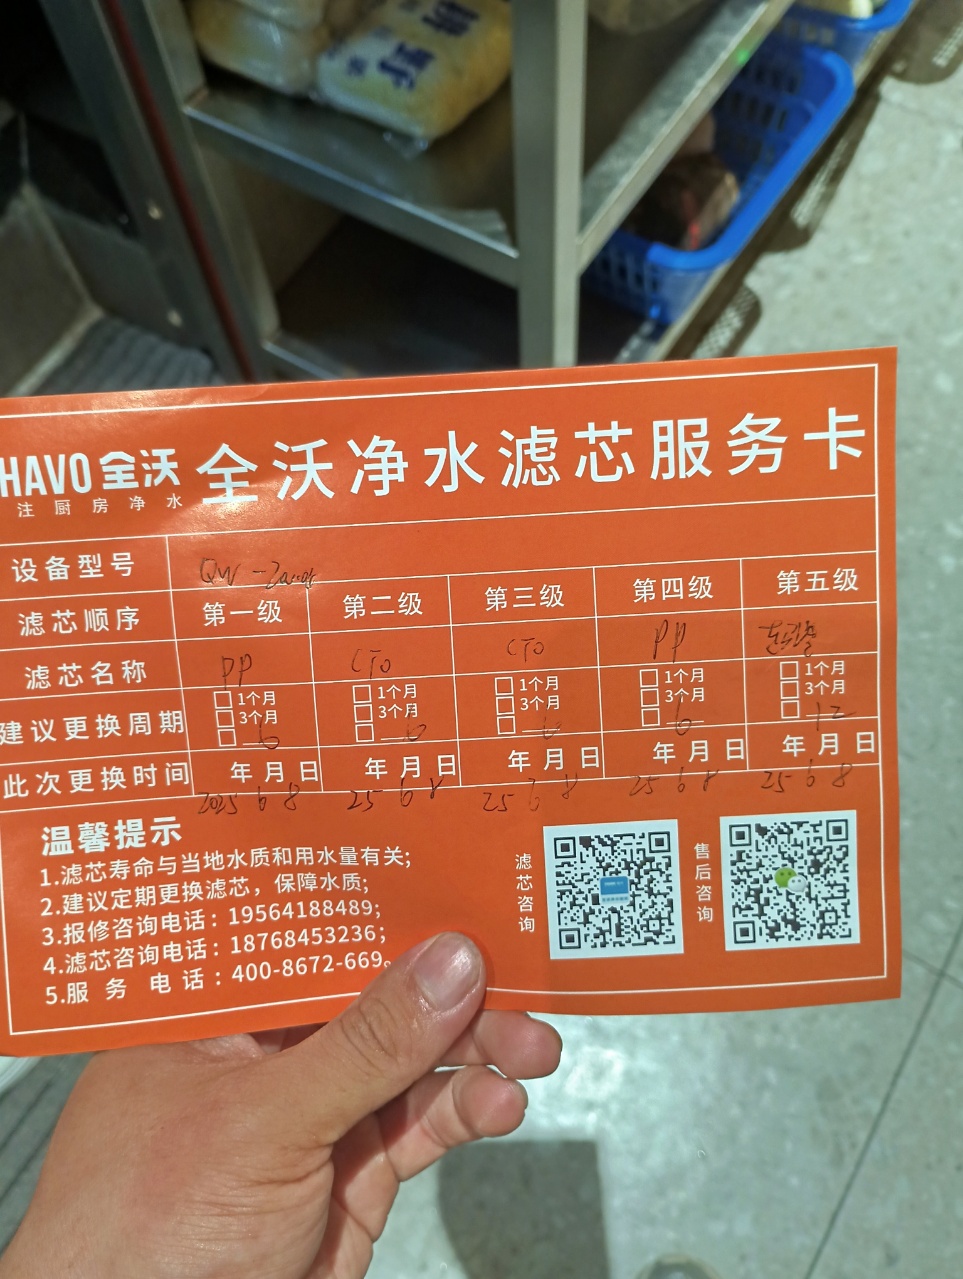 HAVO 全沃
注厨房净水
全沃净水滤芯服务卡
设备型号
滤芯顺序 第一级 第二级 第三级 第四级 第五级
滤芯名称 PP CTO CTO PP
建议更换周期
□1个月 □1个月 □1个月 □1个月 □1个月
□3个月 □3个月 □3个月 □3个月 □3个月
□ 6 □ 6 □ 6 □ 6 □ 12
此次更换时间 年 月 日 年 月 日 年 月 日 年 月 日 年 月 日
2025 6 8 25 6 8 25 6 8 25 6 8 25 6 8
温馨提示
1.滤芯寿命与当地水质和用水量有关;
2.建议定期更换滤芯，保障水质;
3.报修咨询电话：19564188489;
4.滤芯咨询电话：18768453236;
5.服务电话：400-8672-669。
滤芯咨询
售后咨询